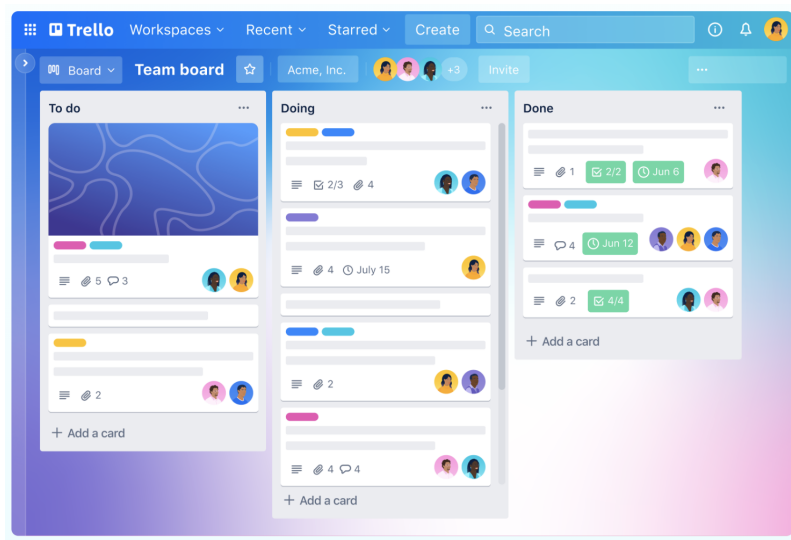 Trello Workspaces Recent Starred Create Search
Board Team board Acme, Inc. +3 Invite
To do
5 3
2
+ Add a card
Doing
2/3 4
4 July 15
2
4 4
+ Add a card
Done
1 2/2 Jun 6
4 Jun 12
2 4/4
+ Add a card